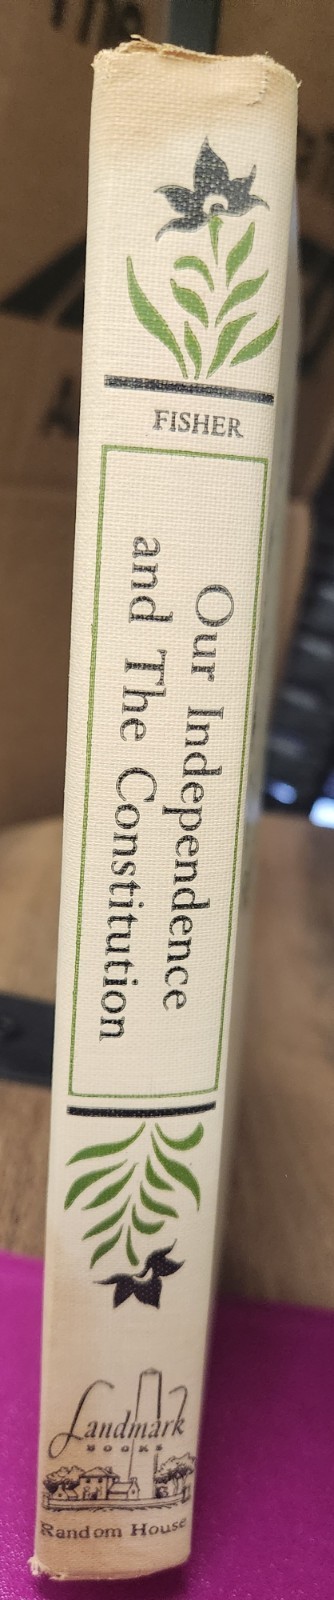 FISHER
Our Independence
and The Constitution
Landmark
BOOKS
Random House